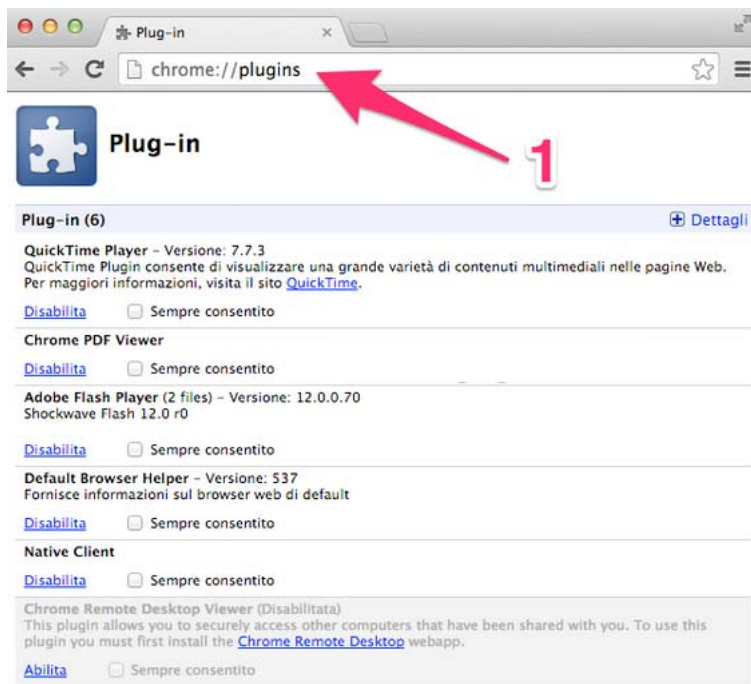 Plug-in
chrome://plugins
1
Plug-in
Plug-in (6)
Dettagli
QuickTime Player - Versione: 7.7.3
QuickTime Plugin consente di visualizzare una grande varietà di contenuti multimediali nelle pagine Web.
Per maggiori informazioni, visita il sito QuickTime.
Disabilita Sempre consentito
Chrome PDF Viewer
Disabilita Sempre consentito
Adobe Flash Player (2 files) - Versione: 12.0.0.70
Shockwave Flash 12.0 r0
Disabilita Sempre consentito
Default Browser Helper - Versione: 537
Fornisce informazioni sul browser web di default
Disabilita Sempre consentito
Native Client
Disabilita Sempre consentito
Chrome Remote Desktop Viewer (Disabilitata)
This plugin allows you to securely access other computers that have been shared with you. To use this
plugin you must first install the Chrome Remote Desktop webapp.
Abilita Sempre consentito